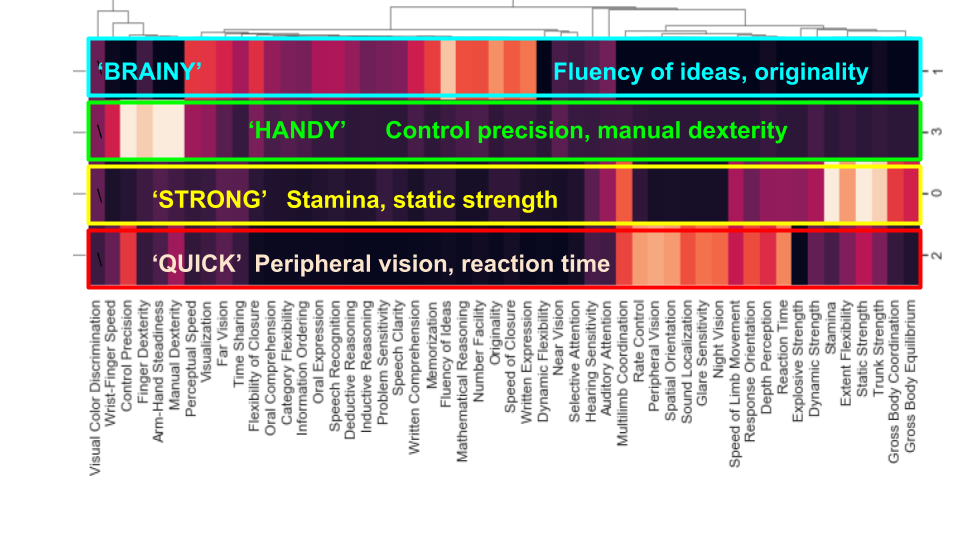 ‘BRAINY’ Fluency of ideas, originality
1
‘HANDY’ Control precision, manual dexterity
3
‘STRONG’ Stamina, static strength
0
‘QUICK’ Peripheral vision, reaction time
2
Visual Color Discrimination
Wrist-Finger Speed
Control Precision
Finger Dexterity
Arm-Hand Steadiness
Manual Dexterity
Perceptual Speed
Visualization
Far Vision
Time Sharing
Flexibility of Closure
Oral Comprehension
Category Flexibility
Information Ordering
Oral Expression
Speech Recognition
Deductive Reasoning
Inductive Reasoning
Problem Sensitivity
Speech Clarity
Written Comprehension
Memorization
Fluency of Ideas
Mathematical Reasoning
Number Facility
Originality
Speed of Closure
Written Expression
Dynamic Flexibility
Near Vision
Selective Attention
Hearing Sensitivity
Auditory Attention
Multilimb Coordination
Rate Control
Peripheral Vision
Spatial Orientation
Sound Localization
Glare Sensitivity
Night Vision
Speed of Limb Movement
Response Orientation
Depth Perception
Reaction Time
Explosive Strength
Dynamic Strength
Stamina
Extent Flexibility
Static Strength
Trunk Strength
Gross Body Coordination
Gross Body Equilibrium